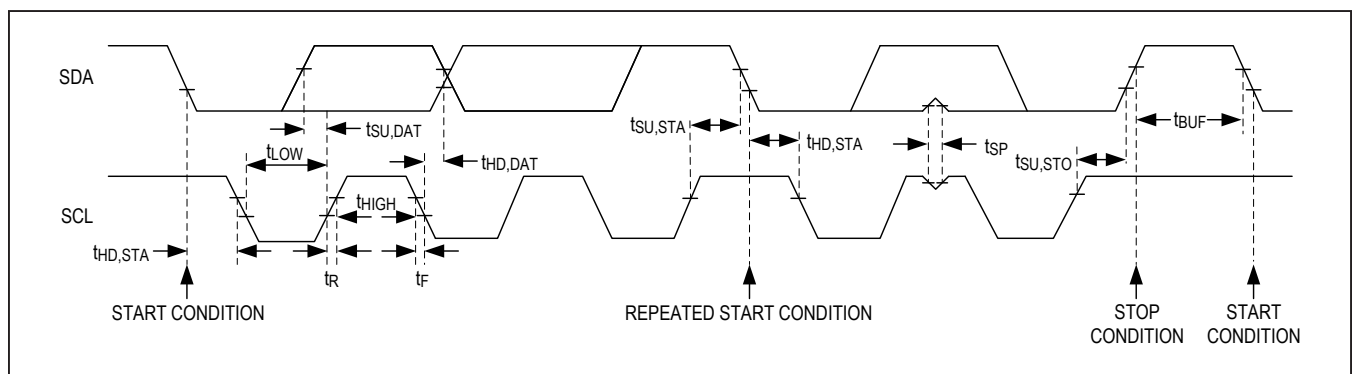 SDA
tSU,DAT
tLOW
tHD,DAT
tSU,STA
tHD,STA
tSP
tSU,STO
tBUF
SCL
tHIGH
tHD,STA
tR
tF
START CONDITION
REPEATED START CONDITION
STOP
CONDITION
START
CONDITION